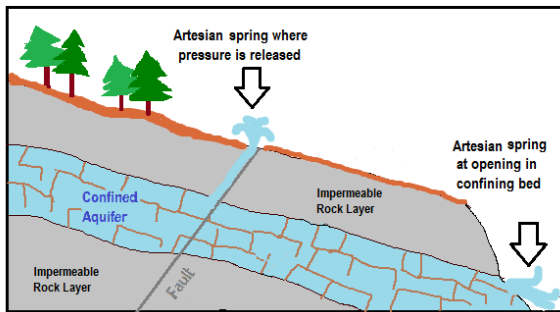 Artesian spring where
pressure is released
Artesian spring
at opening in
confining bed
Confined
Aquifer
Impermeable
Rock Layer
Impermeable
Rock Layer
Fault